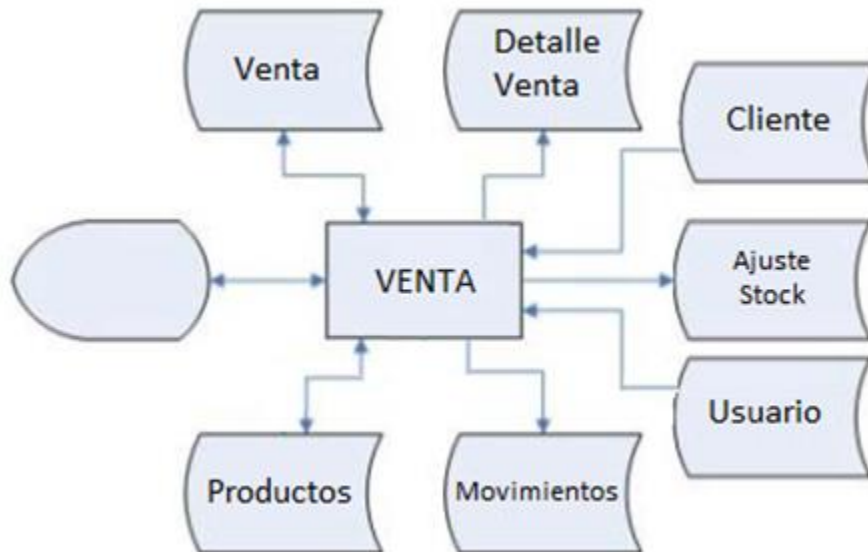 Venta
Detalle
Venta
Cliente
VENTA
Ajuste
Stock
Usuario
Productos
Movimientos